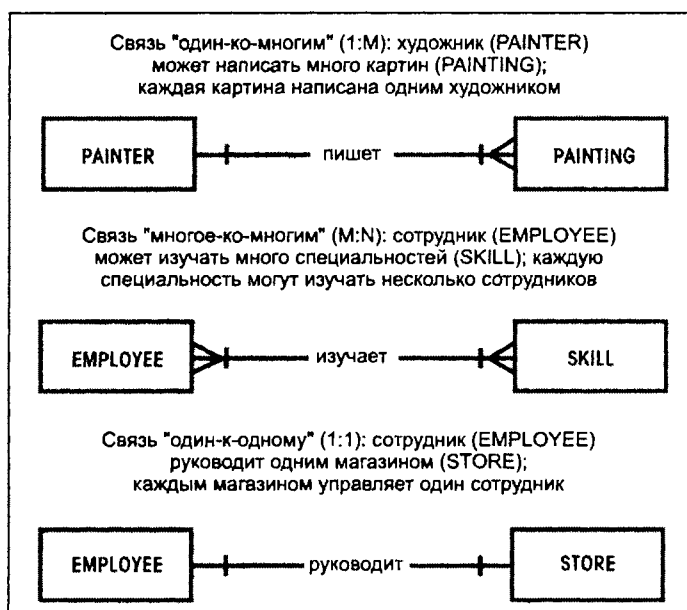 Связь "один-ко-многим" (1:М): художник (PAINTER)
может написать много картин (PAINTING);
каждая картина написана одним художником
PAINTER пишет PAINTING
Связь "многое-ко-многим" (M:N): сотрудник (EMPLOYEE)
может изучать много специальностей (SKILL); каждую
специальность могут изучать несколько сотрудников
EMPLOYEE изучает SKILL
Связь "один-к-одному" (1:1): сотрудник (EMPLOYEE)
руководит одним магазином (STORE);
каждым магазином управляет один сотрудник
EMPLOYEE руководит STORE